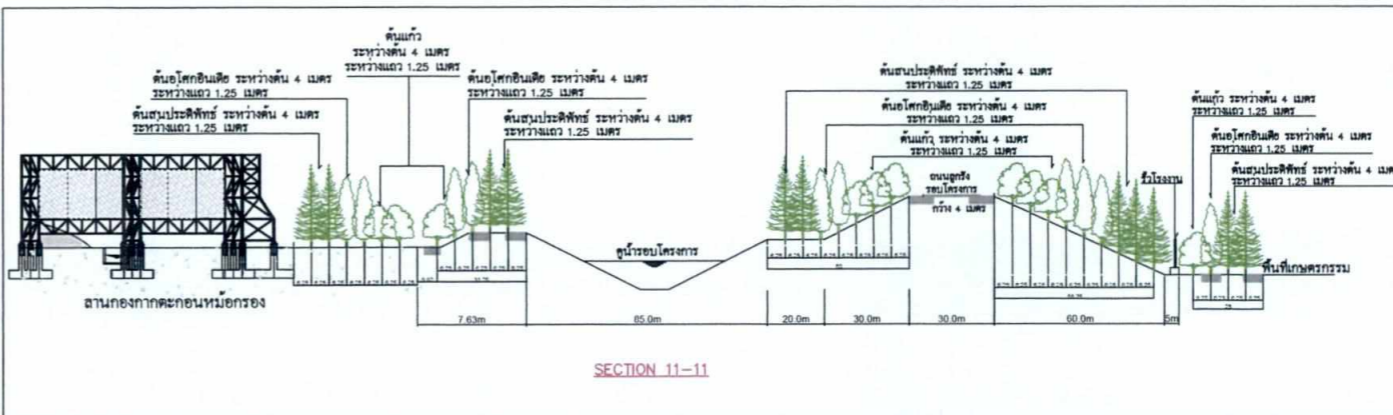 ต้นแก้ว
ระหว่างต้น 4 เมตร
ระหว่างแถว 1.25 เมตร
ต้นอโศกอินเดีย ระหว่างต้น 4 เมตร
ระหว่างแถว 1.25 เมตร
ต้นอโศกอินเดีย ระหว่างต้น 4 เมตร
ระหว่างแถว 1.25 เมตร
ต้นสนประดิพัทธ์ ระหว่างต้น 4 เมตร
ระหว่างแถว 1.25 เมตร
ต้นสนประดิพัทธ์ ระหว่างต้น 4 เมตร
ระหว่างแถว 1.25 เมตร
ต้นสนประดิพัทธ์ ระหว่างต้น 4 เมตร
ระหว่างแถว 1.25 เมตร
ต้นอโศกอินเดีย ระหว่างต้น 4 เมตร
ระหว่างแถว 1.25 เมตร
ต้นแก้ว ระหว่างต้น 4 เมตร
ระหว่างแถว 1.25 เมตร
ต้นแก้ว ระหว่างต้น 4 เมตร
ระหว่างแถว 1.25 เมตร
ต้นอโศกอินเดีย ระหว่างต้น 4 เมตร
ระหว่างแถว 1.25 เมตร
ต้นสนประดิพัทธ์ ระหว่างต้น 4 เมตร
ระหว่างแถว 1.25 เมตร
ถนนลูกรัง
รอบโครงการ
กว้าง 4 เมตร
รั้วโรงงาน
คูน้ำรอบโครงการ
พื้นที่เกษตรกรรม
ลานกองกากตะกอนหม้อกรอง
7.63m
65.0m
20.0m
30.0m
30.0m
60.0m
5m
SECTION 11-11